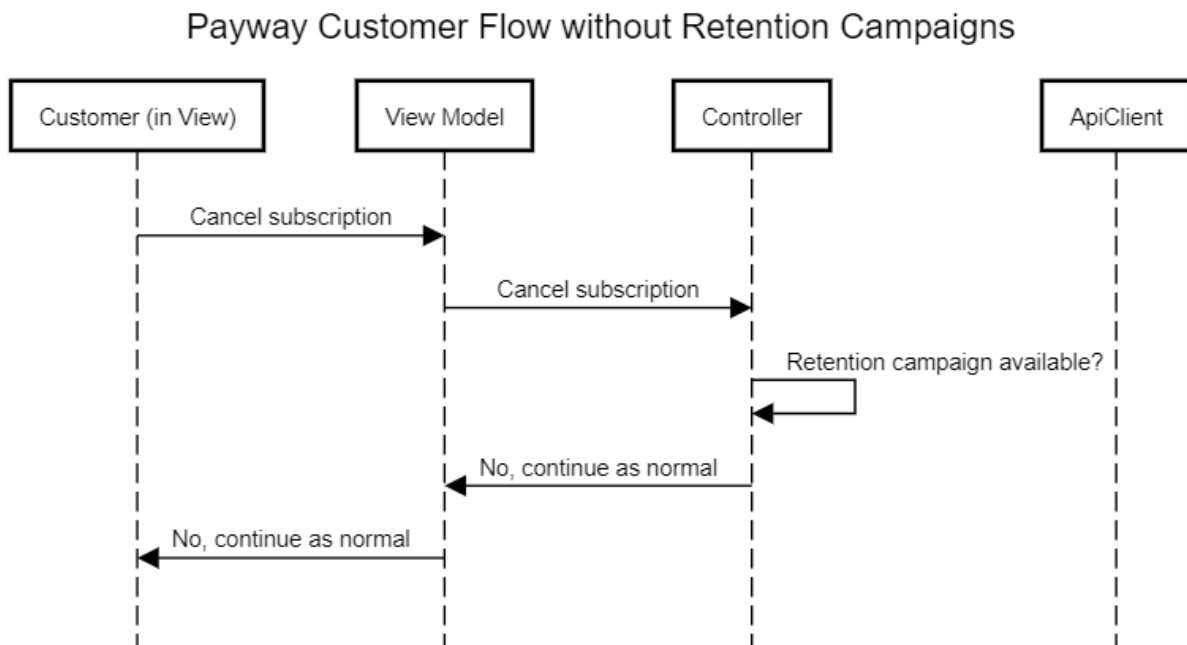 Payway Customer Flow without Retention Campaigns
Customer (in View)
View Model
Controller
ApiClient
Cancel subscription
Cancel subscription
Retention campaign available?
No, continue as normal
No, continue as normal